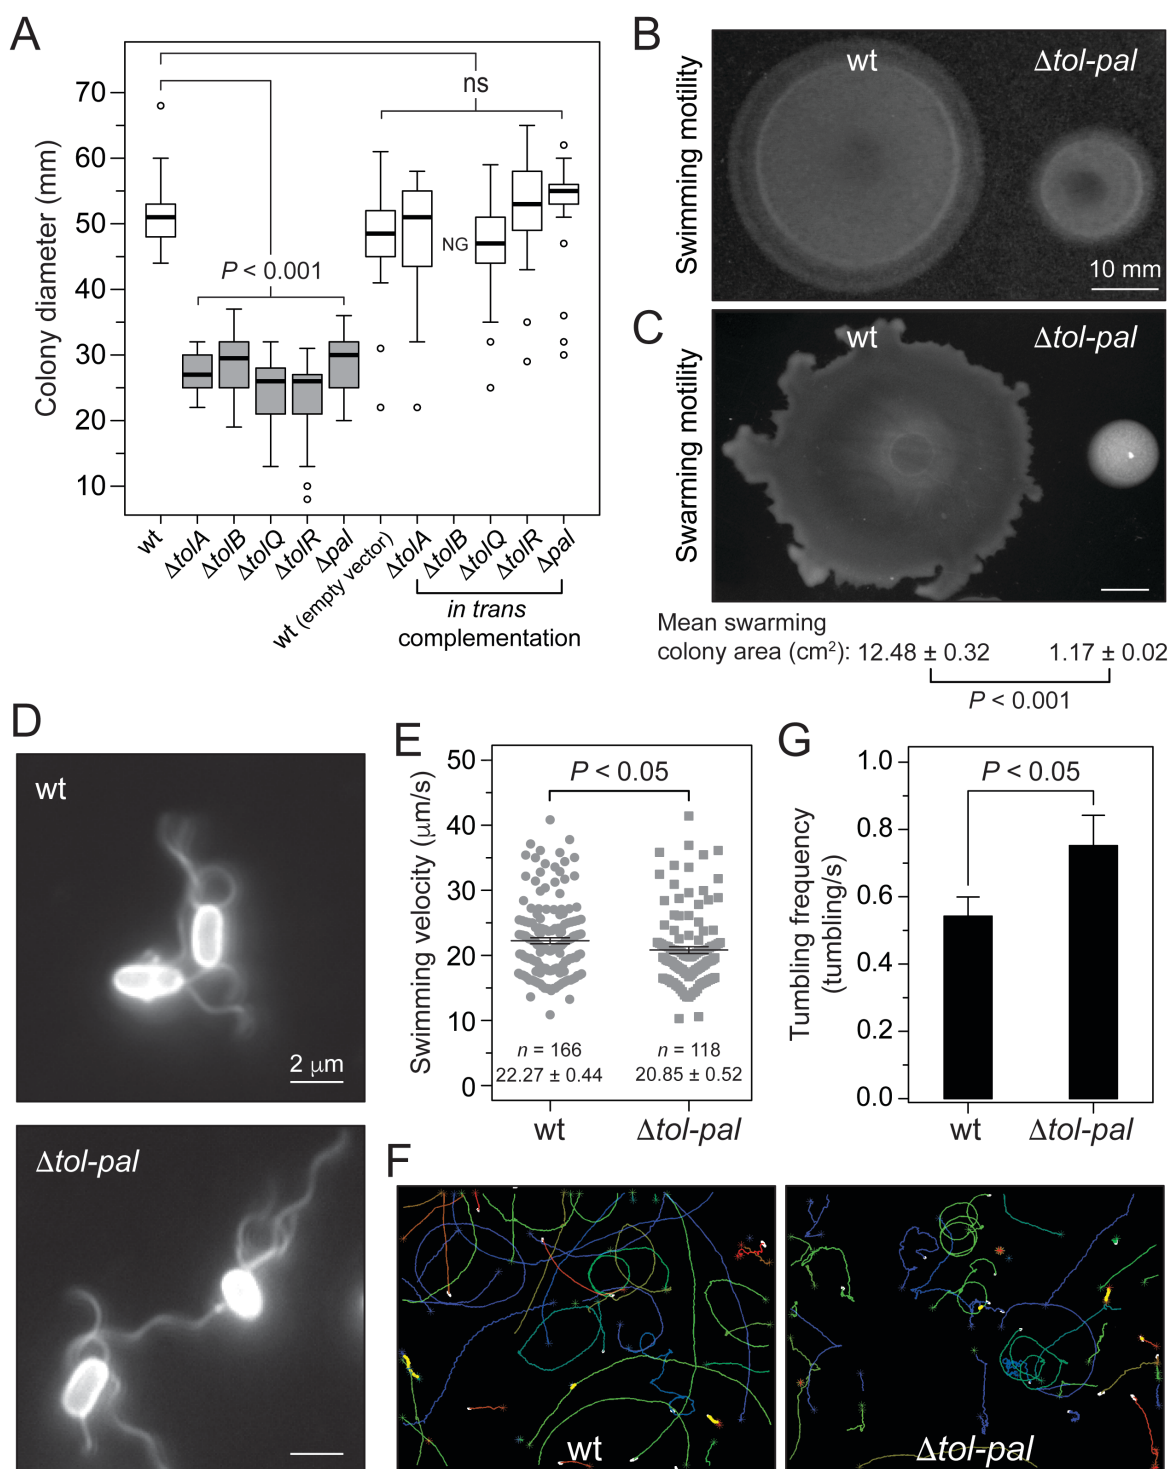 A
Colony diameter (mm)
70
60
50
40
30
20
10
ns
P < 0.001
NG
wt
ΔtolA
ΔtolB
ΔtolQ
ΔtolR
Δpal
wt (empty vector)
ΔtolA
ΔtolB
ΔtolQ
ΔtolR
Δpal
in trans
complementation
B
Swimming motility
wt
Δtol-pal
10 mm
C
Swarming motility
wt
Δtol-pal
Mean swarming
colony area (cm²): 12.48 ± 0.32 1.17 ± 0.02
P < 0.001
D
wt
2 μm
Δtol-pal
E
Swimming velocity (μm/s)
50
40
30
20
10
0
P < 0.05
n = 166
22.27 ± 0.44
n = 118
20.85 ± 0.52
wt
Δtol-pal
G
Tumbling frequency
(tumbling/s)
1.0
0.8
0.6
0.4
0.2
0.0
P < 0.05
wt
Δtol-pal
F
wt
Δtol-pal